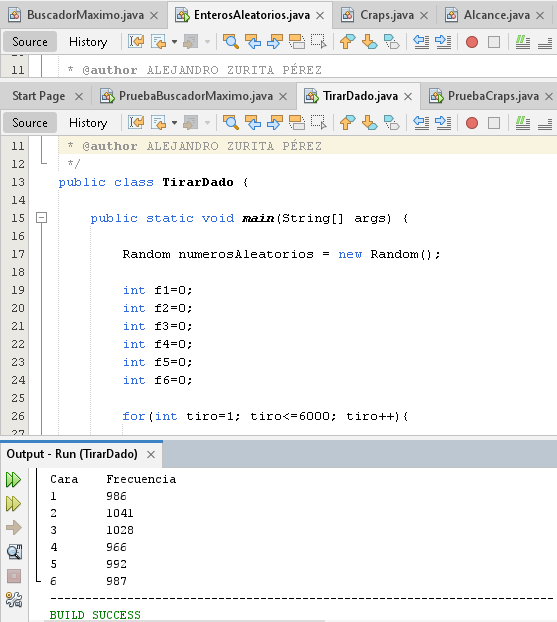 BuscadorMaximo.java EnterosAleatorios.java Craps.java Alcance.java
Source History
11 * @author ALEJANDRO ZURITA PÉREZ
Start Page PruebaBuscadorMaximo.java TirarDado.java PruebaCraps.java
Source History
11 * @author ALEJANDRO ZURITA PÉREZ
12 */
13 public class TirarDado {
14
15 public static void main(String[] args) {
16
17 Random numerosAleatorios = new Random();
18
19 int f1=0;
20 int f2=0;
21 int f3=0;
22 int f4=0;
23 int f5=0;
24 int f6=0;
25
26 for(int tiro=1; tiro<=6000; tiro++){
27
Output - Run (TirarDado)
Cara Frecuencia
1 986
2 1041
3 1028
4 966
5 992
6 987
------------------------------------------------------------------------
BUILD SUCCESS